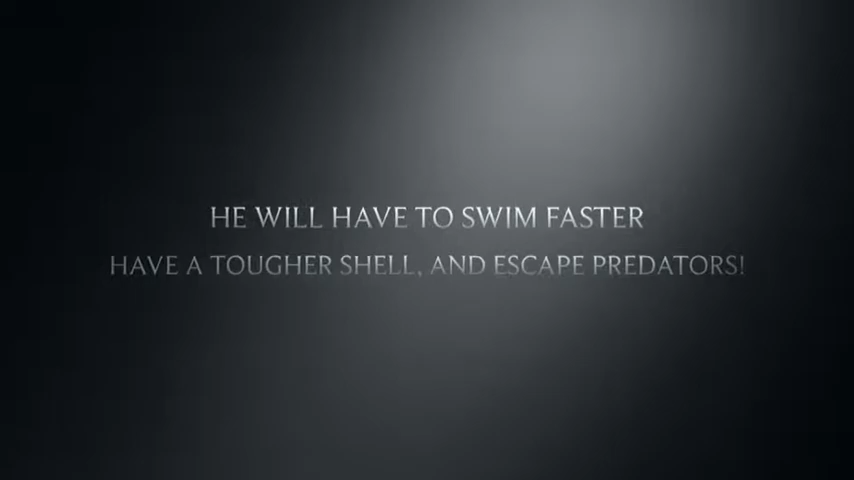 HE WILL HAVE TO SWIM FASTER
HAVE A TOUGHER SHELL, AND ESCAPE PREDATORS!